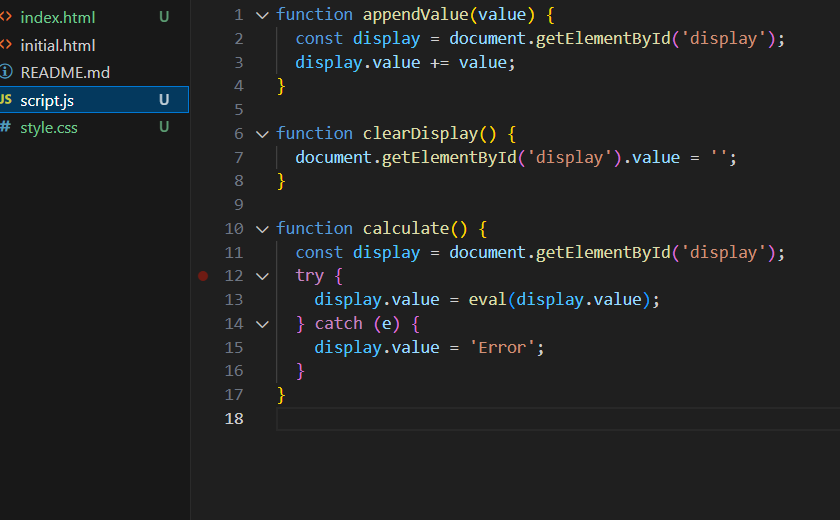 index.html U
initial.html
README.md
JS script.js U
# style.css U
1 function appendValue(value) {
2 const display = document.getElementById('display');
3 display.value += value;
4 }
5
6 function clearDisplay() {
7 document.getElementById('display').value = '';
8 }
9
10 function calculate() {
11 const display = document.getElementById('display');
12 try {
13 display.value = eval(display.value);
14 } catch (e) {
15 display.value = 'Error';
16 }
17 }
18